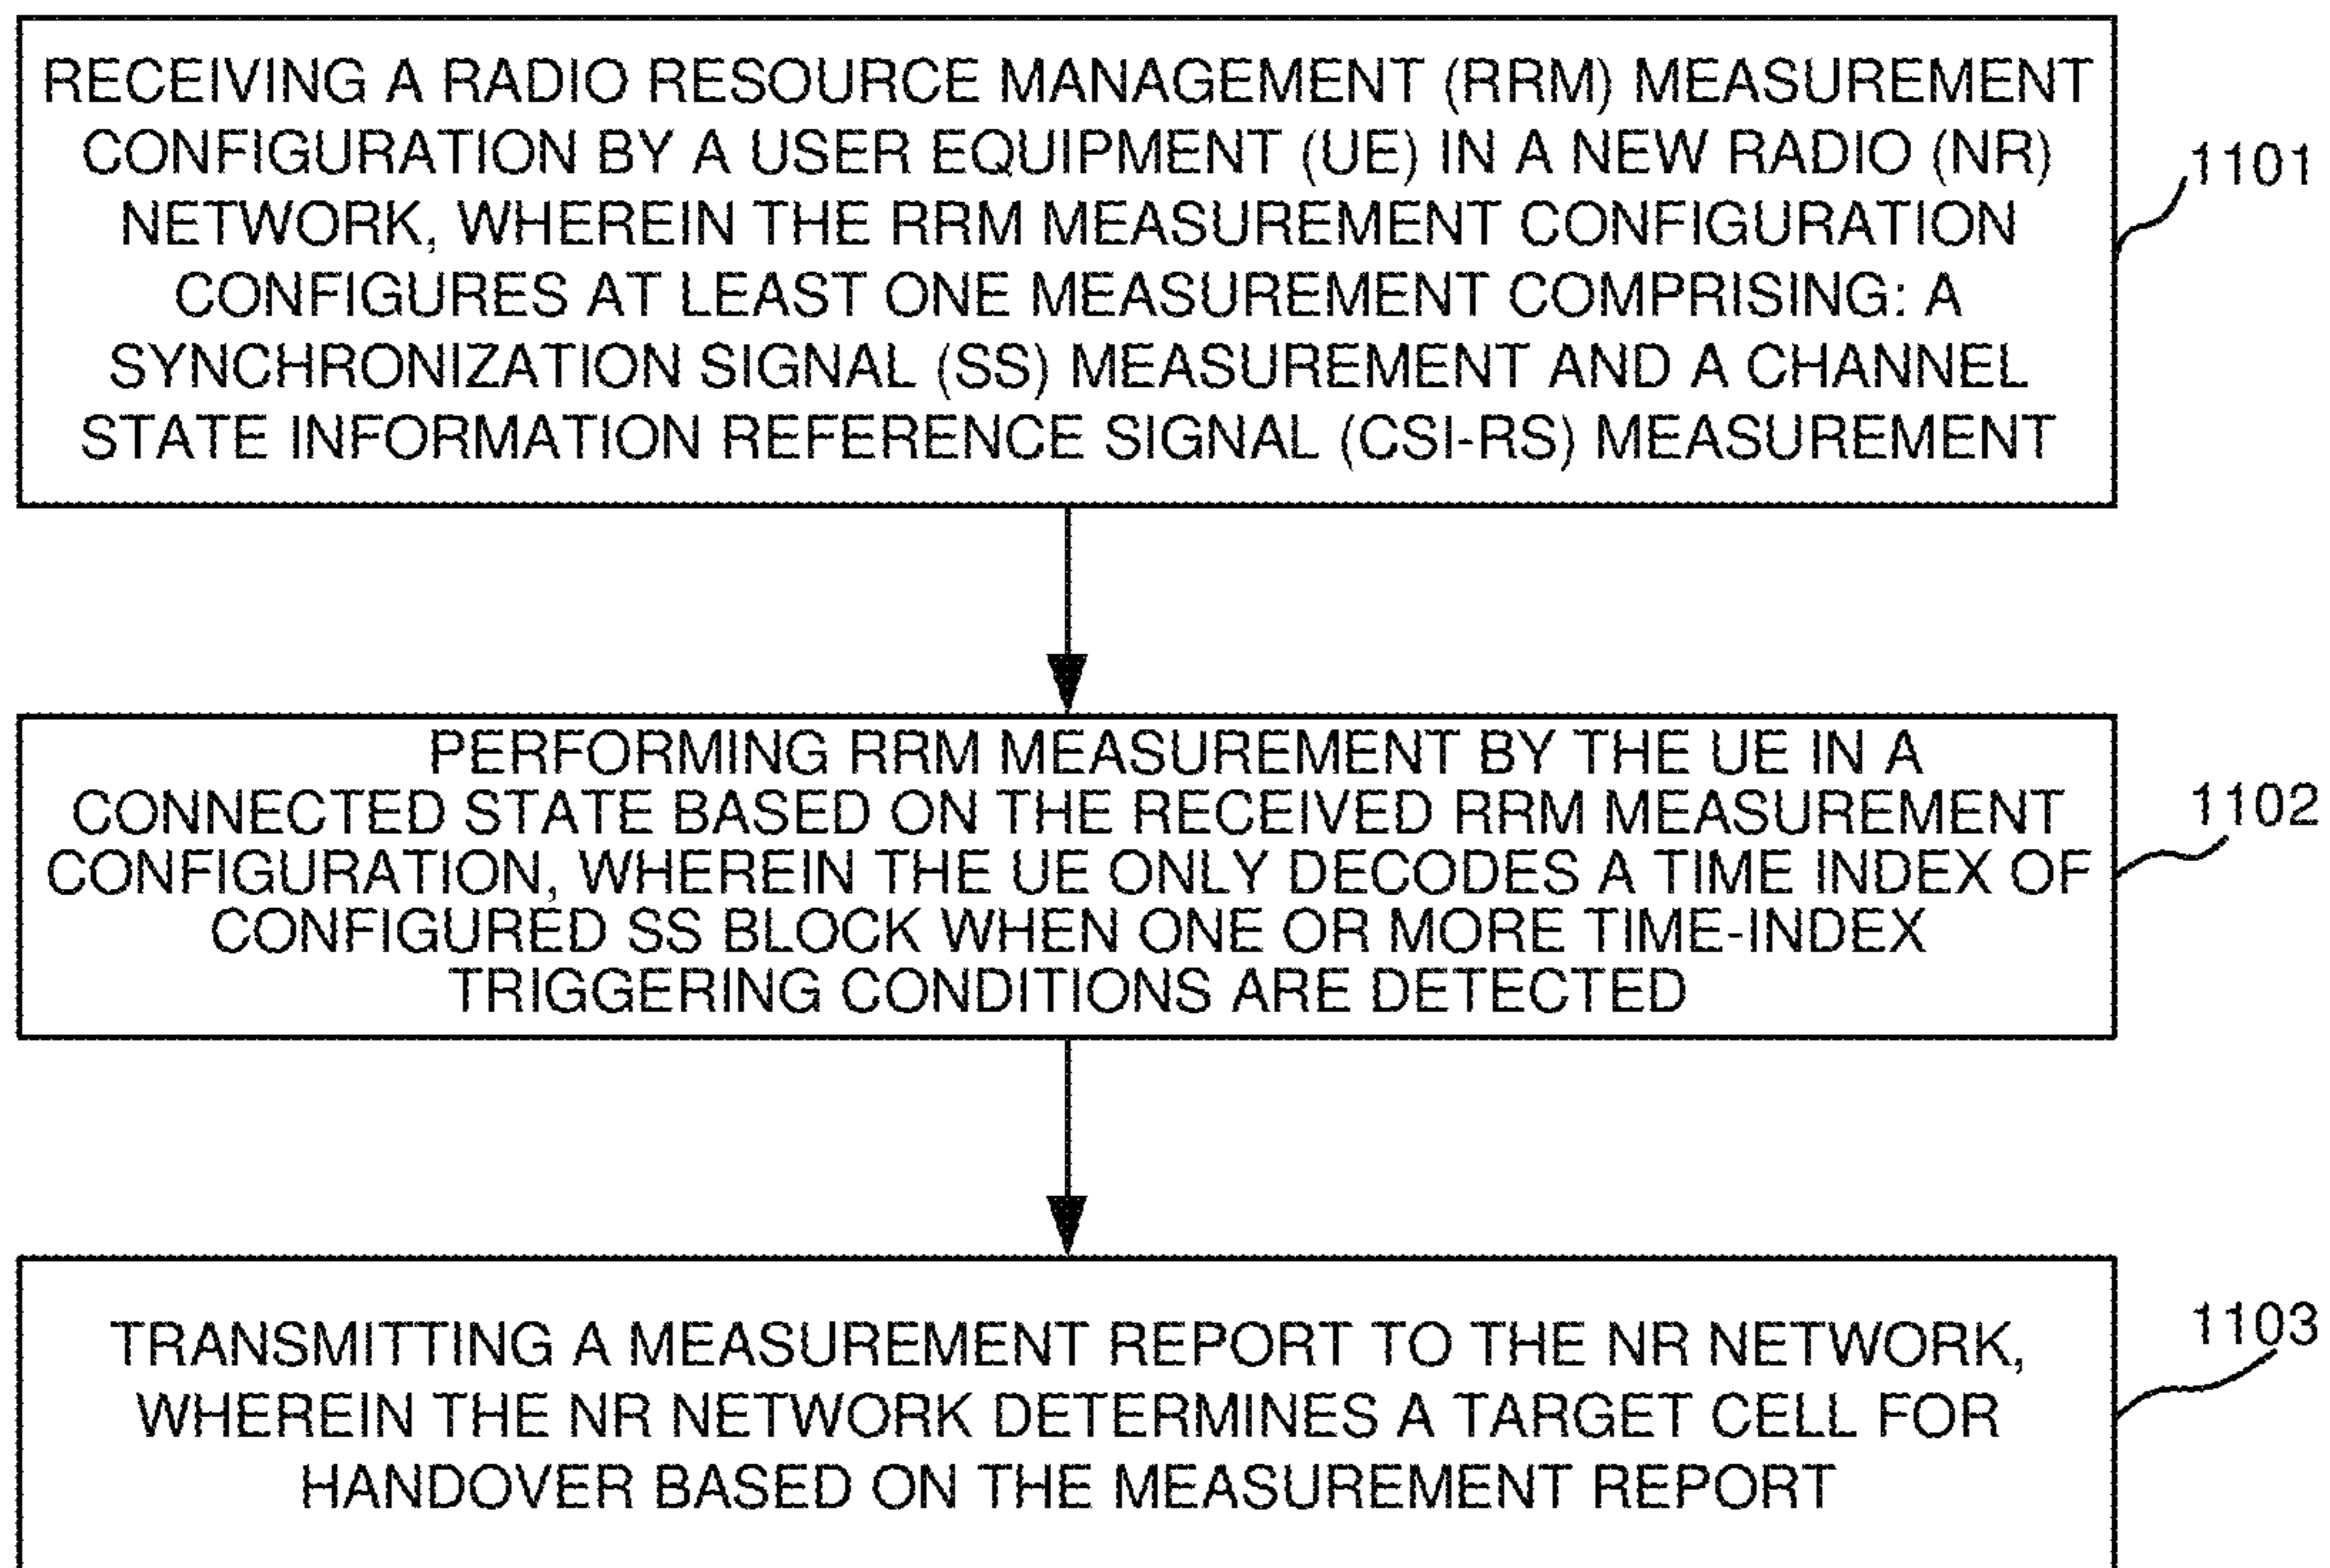 RECEIVING A RADIO RESOURCE MANAGEMENT (RRM) MEASUREMENT
CONFIGURATION BY A USER EQUIPMENT (UE) IN A NEW RADIO (NR)
NETWORK, WHEREIN THE RRM MEASUREMENT CONFIGURATION
CONFIGURES AT LEAST ONE MEASUREMENT COMPRISING: A
SYNCHRONIZATION SIGNAL (SS) MEASUREMENT AND A CHANNEL
STATE INFORMATION REFERENCE SIGNAL (CSI-RS) MEASUREMENT
1101
PERFORMING RRM MEASUREMENT BY THE UE IN A
CONNECTED STATE BASED ON THE RECEIVED RRM MEASUREMENT
CONFIGURATION, WHEREIN THE UE ONLY DECODES A TIME INDEX OF
CONFIGURED SS BLOCK WHEN ONE OR MORE TIME-INDEX
TRIGGERING CONDITIONS ARE DETECTED
1102
TRANSMITTING A MEASUREMENT REPORT TO THE NR NETWORK,
WHEREIN THE NR NETWORK DETERMINES A TARGET CELL FOR
HANDOVER BASED ON THE MEASUREMENT REPORT
1103